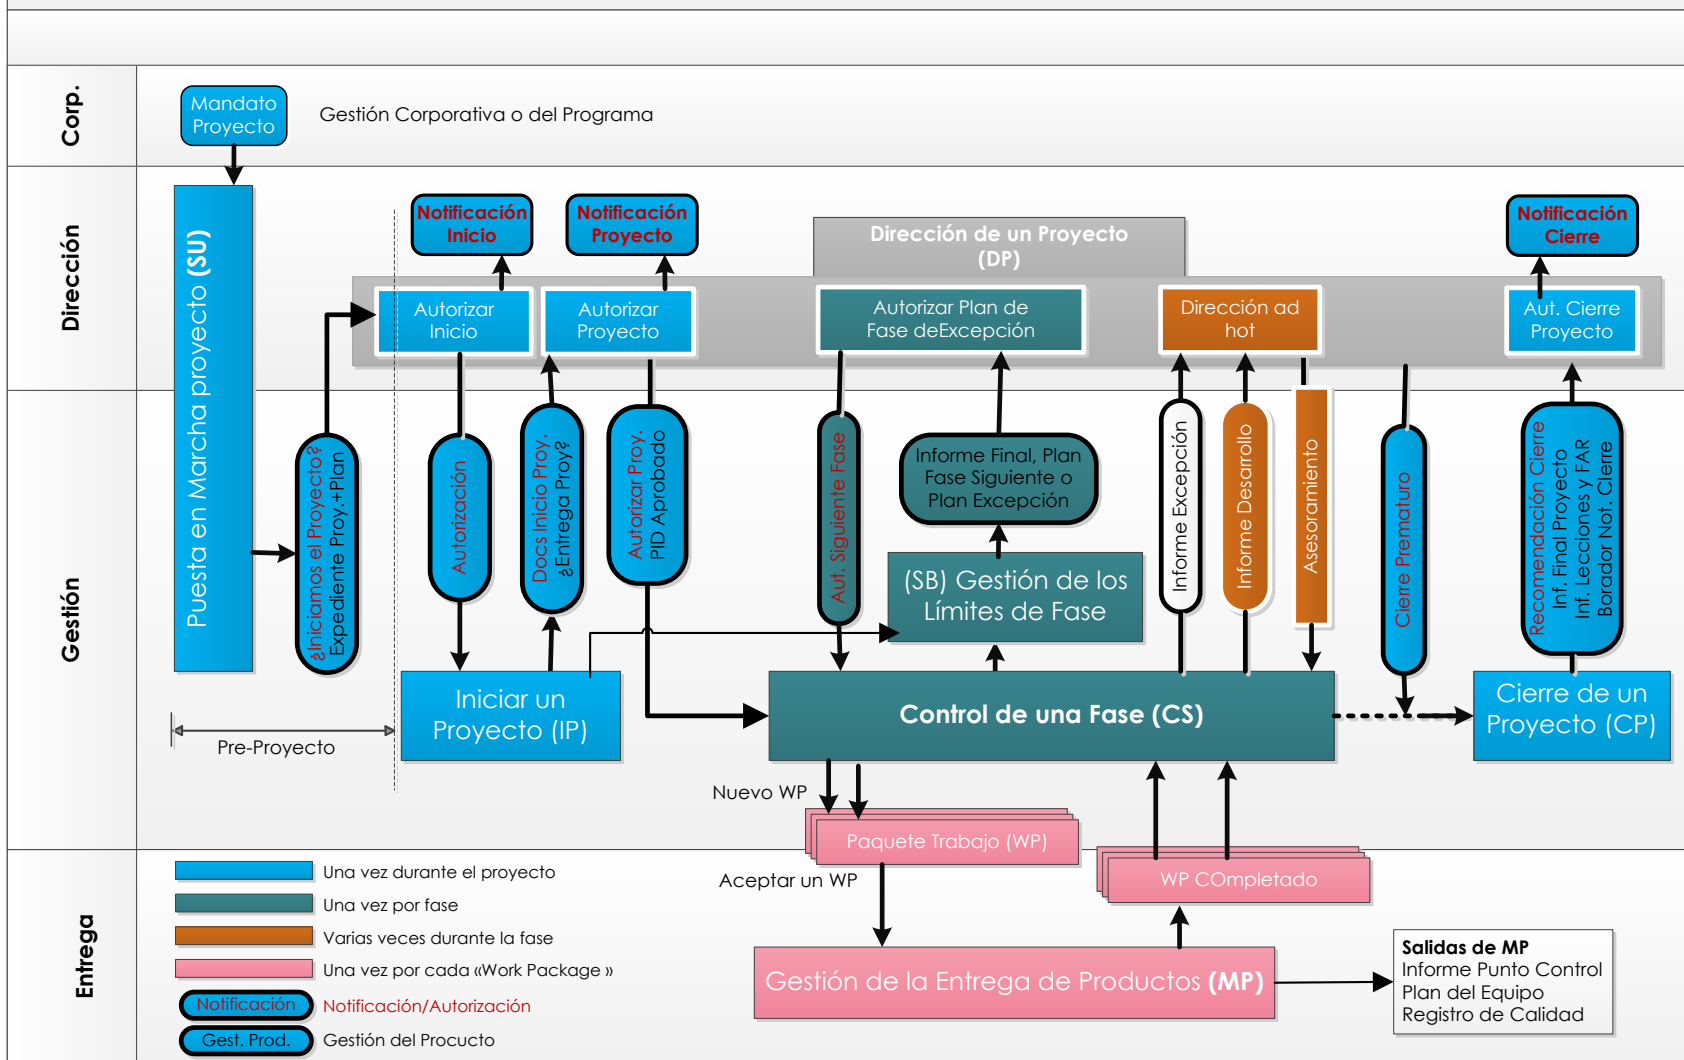 Corp.
Mandato
Proyecto
Gestión Corporativa o del Programa
Dirección
Puesta en Marcha proyecto (SU)
Notificación
Inicio
Notificación
Proyecto
Dirección de un Proyecto
(DP)
Notificación
Cierre
Autorizar
Inicio
Autorizar
Proyecto
Autorizar Plan de
Fase deExcepción
Dirección ad
hot
Aut. Cierre
Proyecto
Gestión
¿Iniciamos el Proyecto?
Expediente Proy.+Plan
Autorización
Docs Inicio Proy.
¿Entrega Proy?
Autorizar Proy.
PID Aprobado
Aut. Siguiente Fase
Informe Final, Plan
Fase Siguiente o
Plan Excepción
Informe Excepción
Informe Desarrollo
Asesoramiento
Cierre Prematuro
Recomendación Cierre
Inf. Final Proyecto
Inf. Lecciones y FAR
Borador Not. Cierre
(SB) Gestión de los
Límites de Fase
Iniciar un
Proyecto (IP)
Control de una Fase (CS)
Cierre de un
Proyecto (CP)
Pre-Proyecto
Nuevo WP
Paquete Trabajo (WP)
Aceptar un WP
WP COmpletado
Entrega
Una vez durante el proyecto
Una vez por fase
Varias veces durante la fase
Una vez por cada «Work Package »
Notificación
Notificación/Autorización
Gest. Prod.
Gestión del Procucto
Gestión de la Entrega de Productos (MP)
Salidas de MP
Informe Punto Control
Plan del Equipo
Registro de Calidad